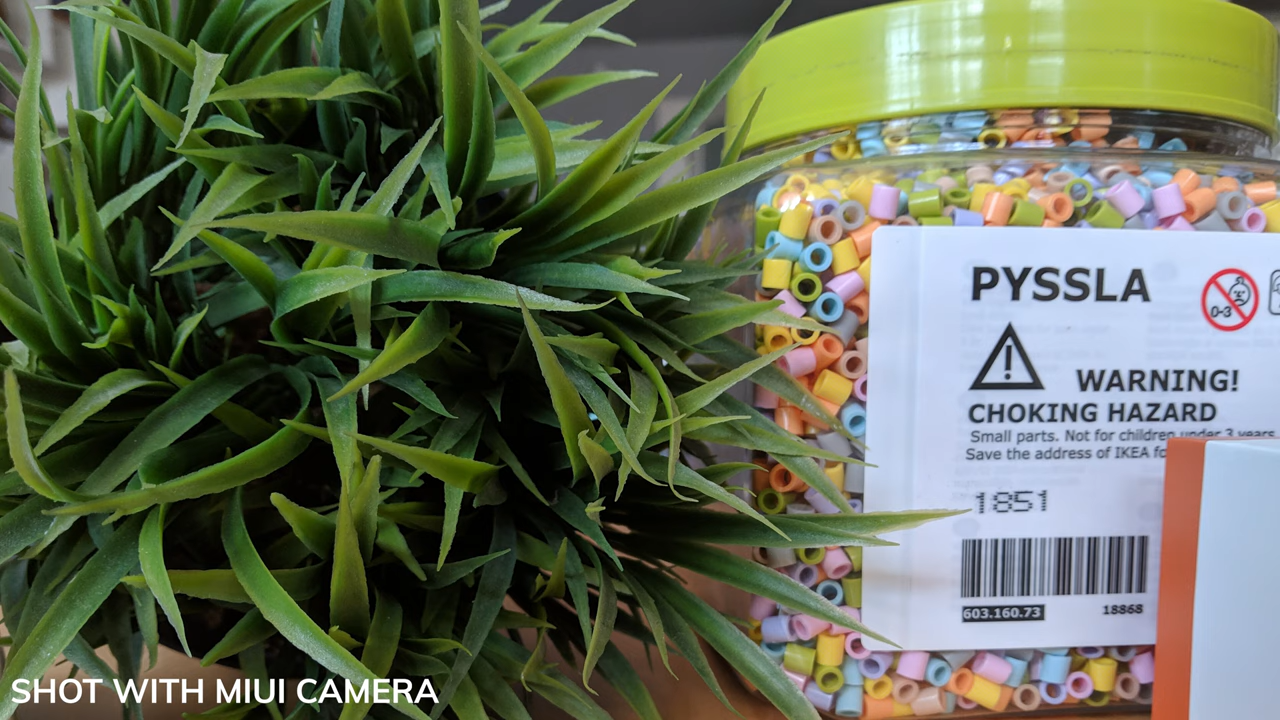 PYSSLA
0-3
WARNING!
CHOKING HAZARD
Small parts. Not for children under 3 years
Save the address of IKEA fo
1851
603.160.73
18868
SHOT WITH MIUI CAMERA